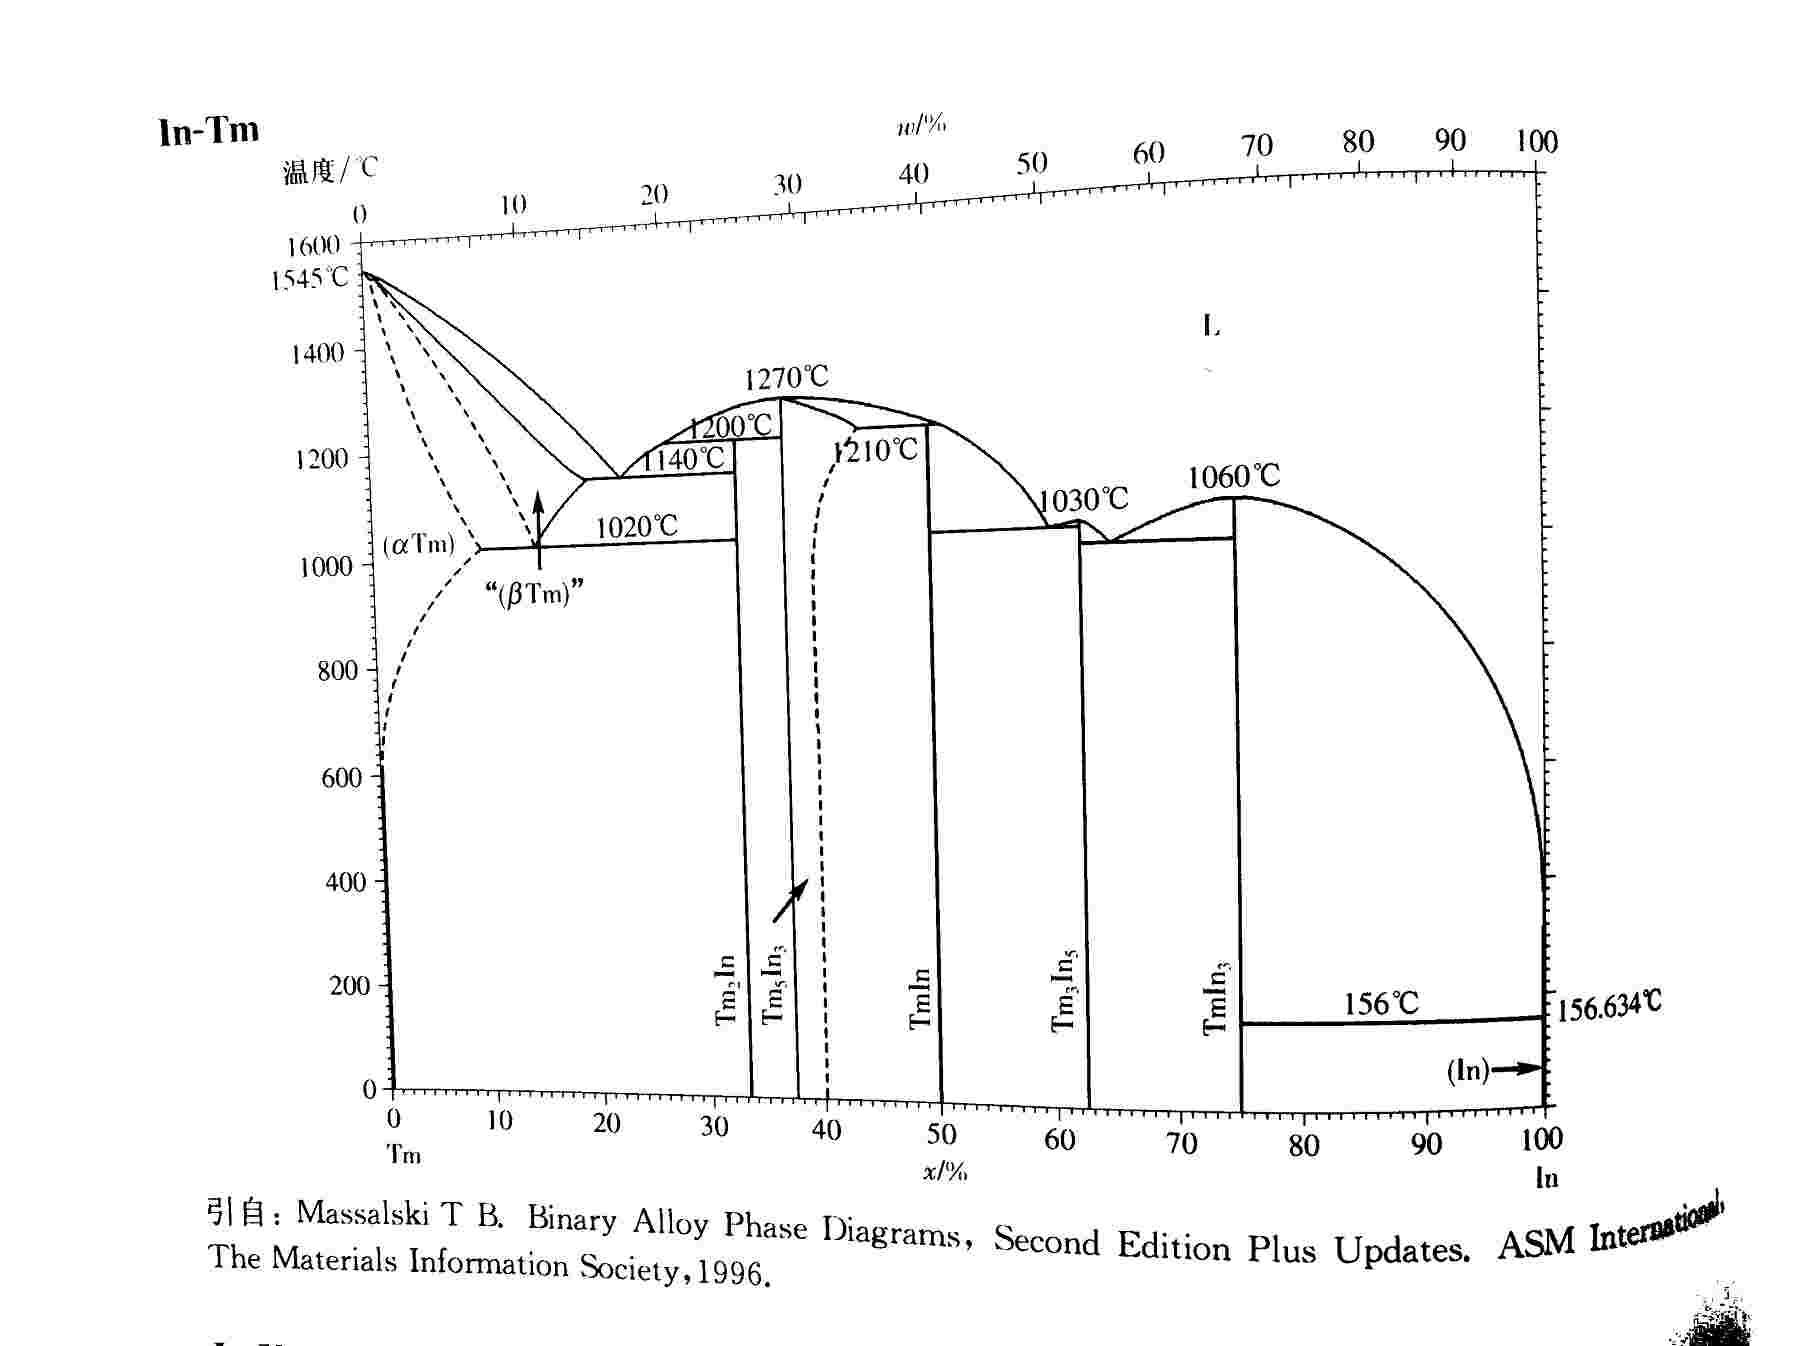 In-Tm
w/%
温度/℃
0 10 20 30 40 50 60 70 80 90 100
1600
1545℃
L
1400
1270℃
1200℃
1200
1140℃
1210℃
1060℃
1030℃
1020℃
(αTm)
1000
“(βTm)”
800
600
400
Tm₂In
Tm₅In₃
TmIn
Tm₃In₅
TmIn₃
200
156℃
156.634℃
(In)
0
0 10 20 30 40 50 60 70 80 90 100
Tm
x/%
In
引自: Massalski T B. Binary Alloy Phase Diagrams, Second Edition Plus Updates. ASM International,
The Materials Information Society,1996.